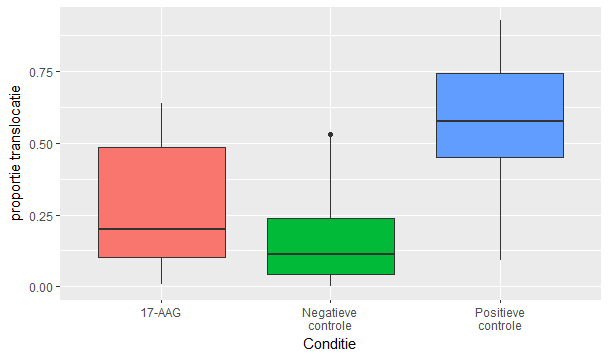 proportie translocatie
0.75
0.50
0.25
0.00
17-AAG
Negatieve
controle
Positieve
controle
Conditie